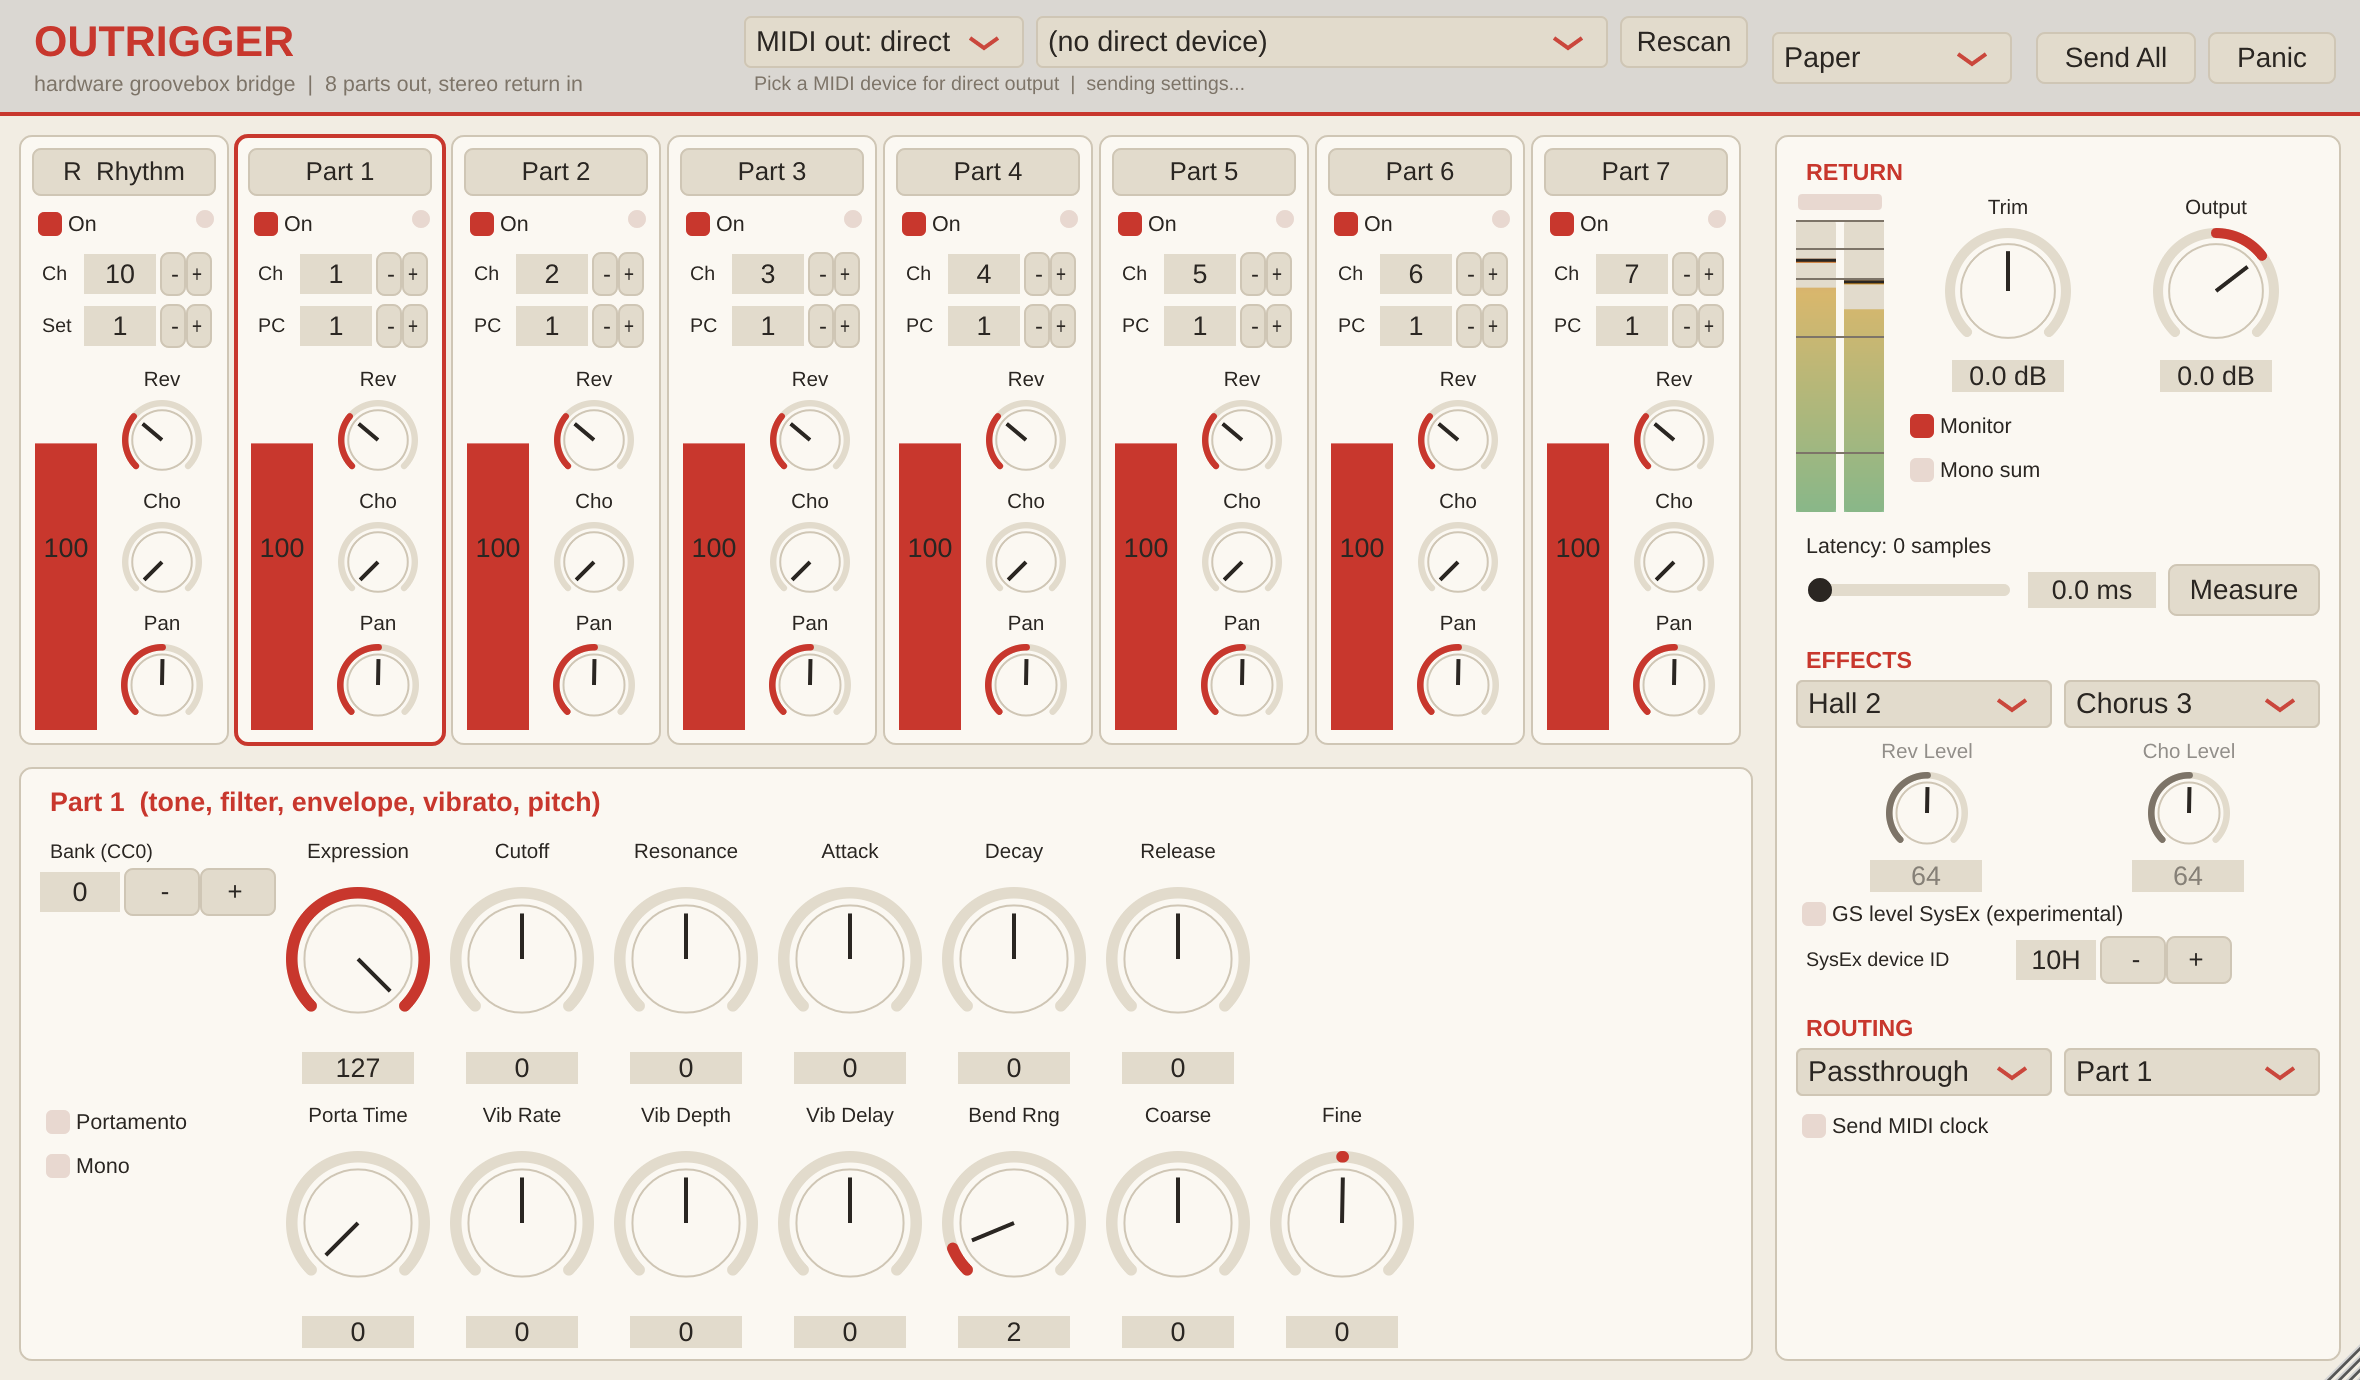 OUTRIGGER
hardware groovebox bridge | 8 parts out, stereo return in
MIDI out: direct
(no direct device)
Rescan
Pick a MIDI device for direct output | sending settings...
Paper
Send All
Panic
R Rhythm
Part 1
Part 2
Part 3
Part 4
Part 5
Part 6
Part 7
On
On
On
On
On
On
On
On
Ch 10 - +
Ch 1 - +
Ch 2 - +
Ch 3 - +
Ch 4 - +
Ch 5 - +
Ch 6 - +
Ch 7 - +
Set 1 - +
PC 1 - +
PC 1 - +
PC 1 - +
PC 1 - +
PC 1 - +
PC 1 - +
PC 1 - +
Rev
Rev
Rev
Rev
Rev
Rev
Rev
Rev
Cho
Cho
Cho
Cho
Cho
Cho
Cho
Cho
100
100
100
100
100
100
100
100
Pan
Pan
Pan
Pan
Pan
Pan
Pan
Pan
Part 1 (tone, filter, envelope, vibrato, pitch)
Bank (CC0)
0 - +
Expression
Cutoff
Resonance
Attack
Decay
Release
127
0
0
0
0
0
Portamento
Mono
Porta Time
Vib Rate
Vib Depth
Vib Delay
Bend Rng
Coarse
Fine
0
0
0
0
2
0
0
RETURN
Trim
Output
0.0 dB
0.0 dB
Monitor
Mono sum
Latency: 0 samples
0.0 ms
Measure
EFFECTS
Hall 2
Chorus 3
Rev Level
Cho Level
64
64
GS level SysEx (experimental)
SysEx device ID
10H - +
ROUTING
Passthrough
Part 1
Send MIDI clock